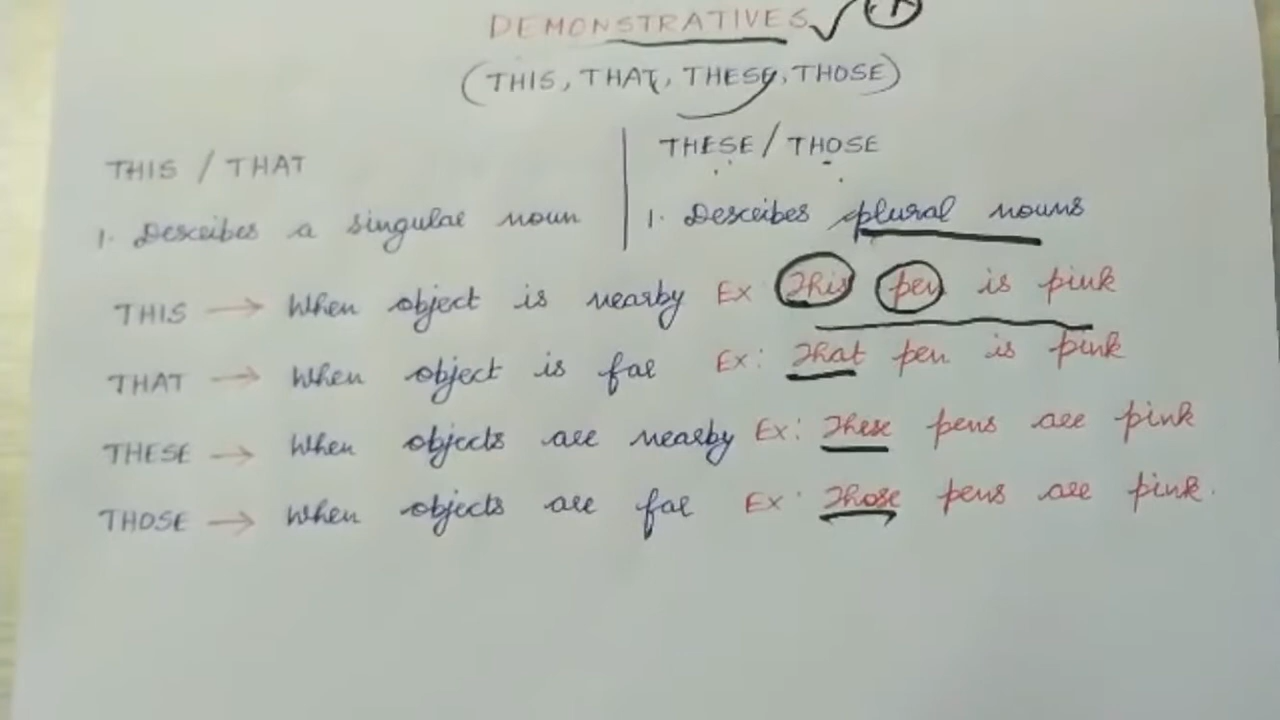 DEMONSTRATIVES
(THIS, THAT, THESE, THOSE)
THIS / THAT
1. Describes a singular noun
THESE / THOSE
1. Describes plural nouns
THIS → When object is nearby Ex This pen is pink
THAT → When object is far Ex: That pen is pink
THESE → When objects are nearby Ex: These pens are pink
THOSE → When objects are far Ex: Those pens are pink.